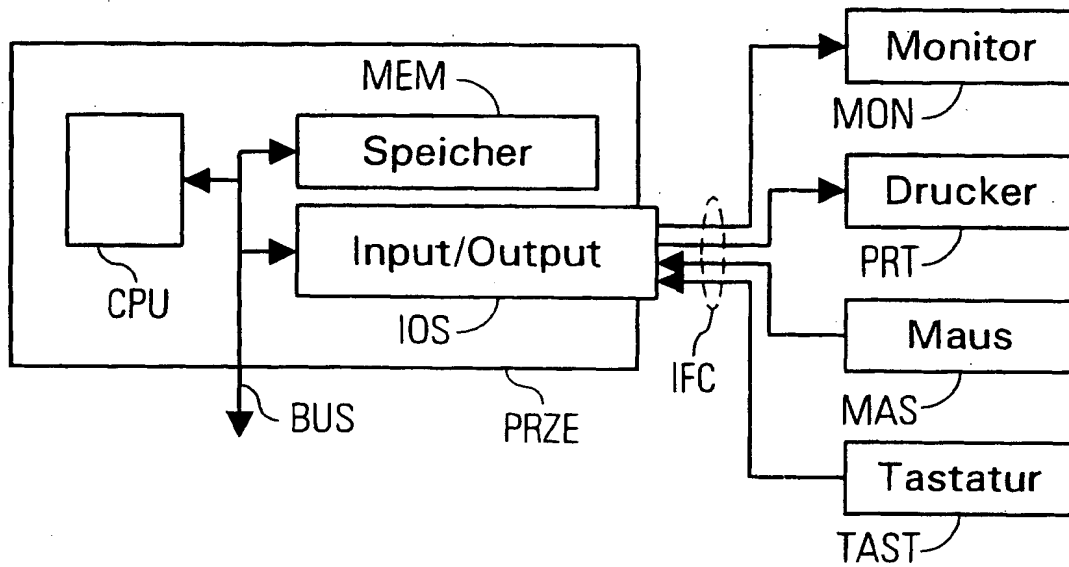 MEM
Speicher
CPU
Input/Output
IOS
BUS
PRZE
IFC
Monitor
MON
Drucker
PRT
Maus
MAS
Tastatur
TAST